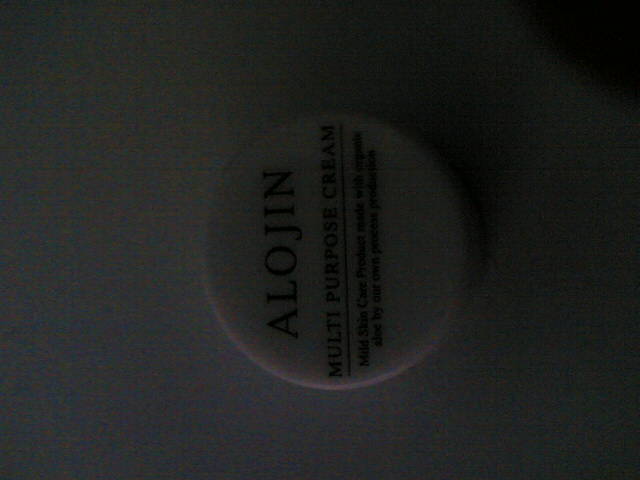 ALOJIN
MULTI PURPOSE CREAM
Mild Skin Care Product made with organic
aloe by our own process production